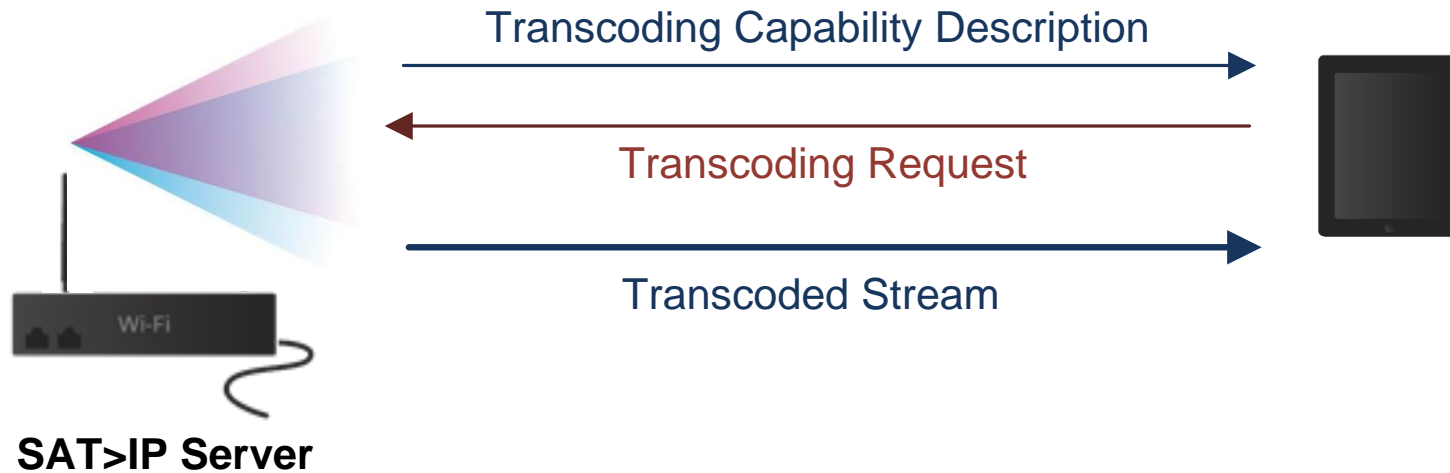 Transcoding Capability Description
Transcoding Request
Transcoded Stream
Wi-Fi
SAT>IP Server